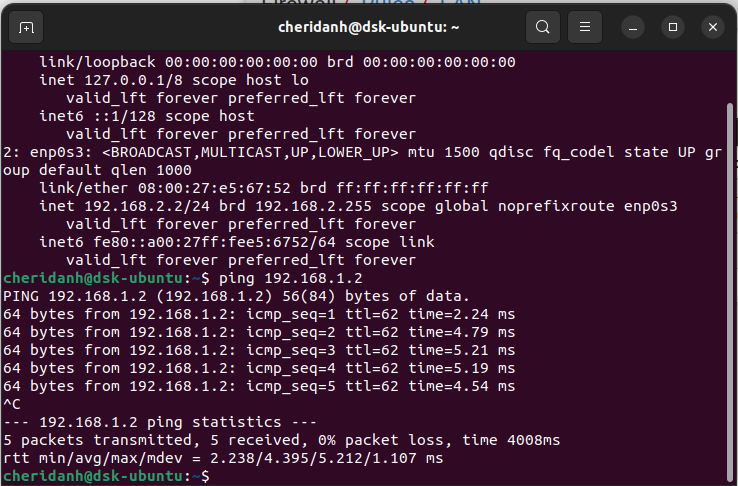 cheridanh@dsk-ubuntu: ~
    link/loopback 00:00:00:00:00:00 brd 00:00:00:00:00:00
    inet 127.0.0.1/8 scope host lo
       valid_lft forever preferred_lft forever
    inet6 ::1/128 scope host
       valid_lft forever preferred_lft forever
2: enp0s3: <BROADCAST,MULTICAST,UP,LOWER_UP> mtu 1500 qdisc fq_codel state UP gr
oup default qlen 1000
    link/ether 08:00:27:e5:67:52 brd ff:ff:ff:ff:ff:ff
    inet 192.168.2.2/24 brd 192.168.2.255 scope global noprefixroute enp0s3
       valid_lft forever preferred_lft forever
    inet6 fe80::a00:27ff:fee5:6752/64 scope link
       valid_lft forever preferred_lft forever
cheridanh@dsk-ubuntu:~$ ping 192.168.1.2
PING 192.168.1.2 (192.168.1.2) 56(84) bytes of data.
64 bytes from 192.168.1.2: icmp_seq=1 ttl=62 time=2.24 ms
64 bytes from 192.168.1.2: icmp_seq=2 ttl=62 time=4.79 ms
64 bytes from 192.168.1.2: icmp_seq=3 ttl=62 time=5.21 ms
64 bytes from 192.168.1.2: icmp_seq=4 ttl=62 time=5.19 ms
64 bytes from 192.168.1.2: icmp_seq=5 ttl=62 time=4.54 ms
^C
--- 192.168.1.2 ping statistics ---
5 packets transmitted, 5 received, 0% packet loss, time 4008ms
rtt min/avg/max/mdev = 2.238/4.395/5.212/1.107 ms
cheridanh@dsk-ubuntu:~$